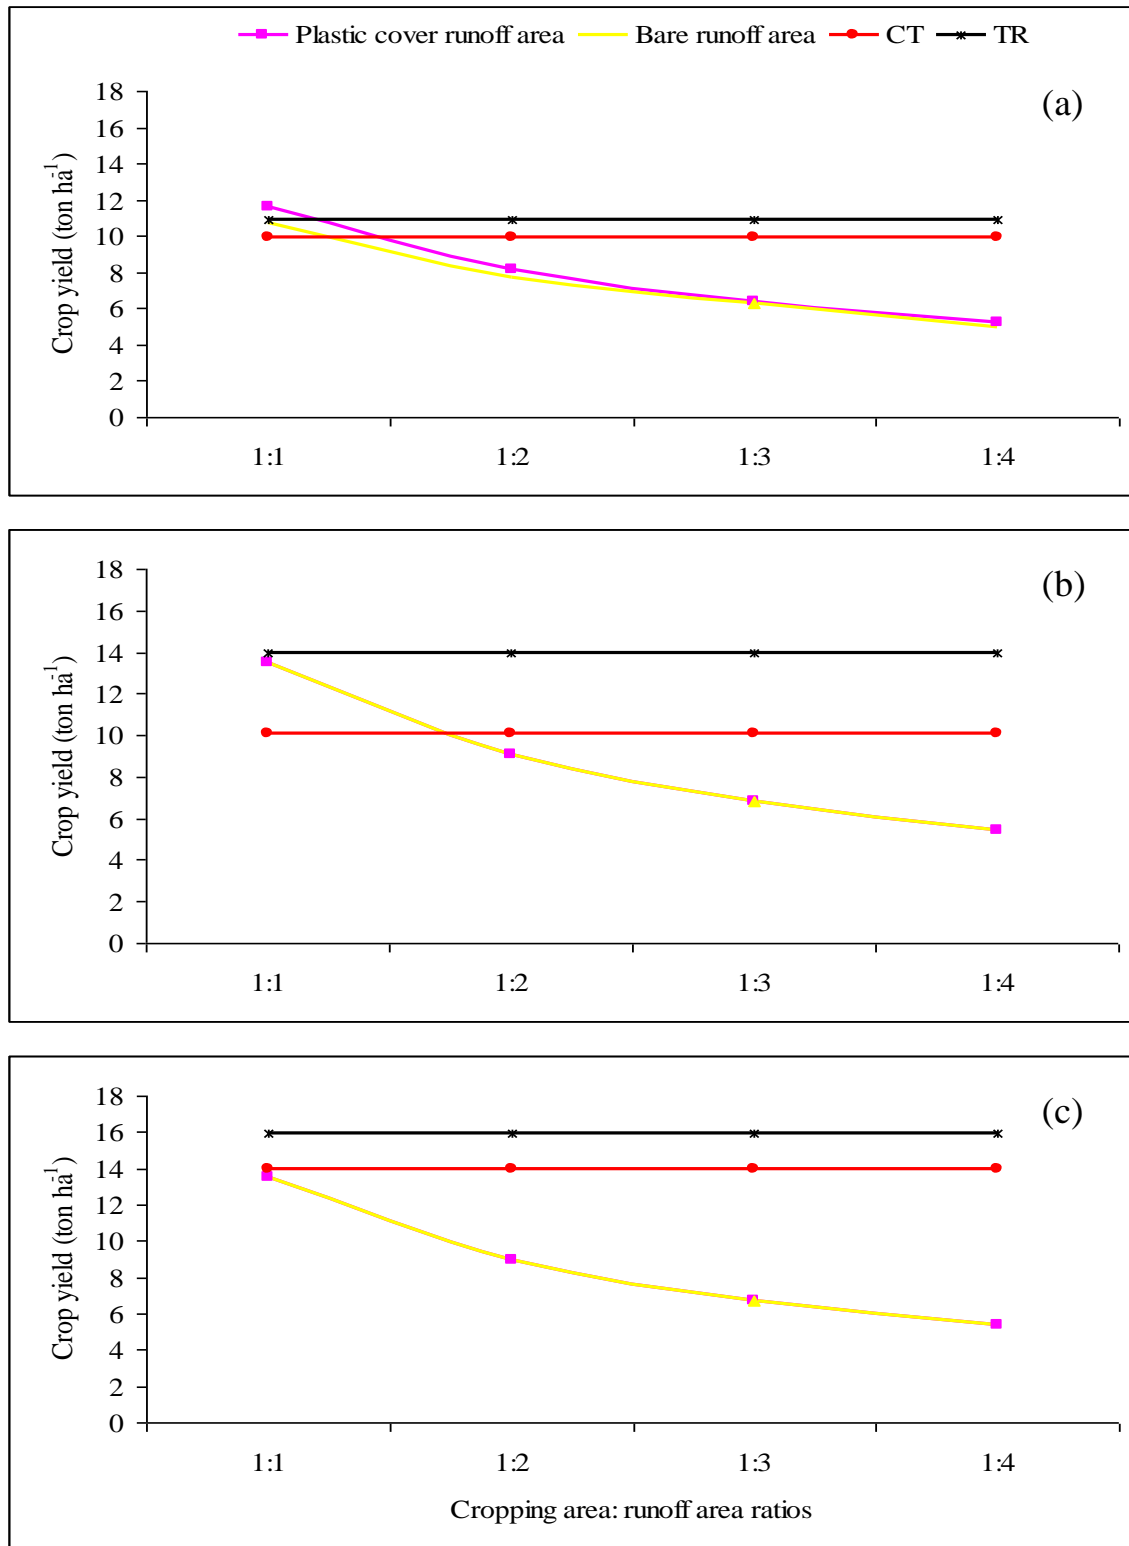 Plastic cover runoff area Bare runoff area CT TR
(a)
Crop yield (ton ha⁻¹)
18
16
14
12
10
8
6
4
2
0
1:1 1:2 1:3 1:4
(b)
Crop yield (ton ha⁻¹)
18
16
14
12
10
8
6
4
2
0
1:1 1:2 1:3 1:4
(c)
Crop yield (ton ha⁻¹)
18
16
14
12
10
8
6
4
2
0
1:1 1:2 1:3 1:4
Cropping area: runoff area ratios